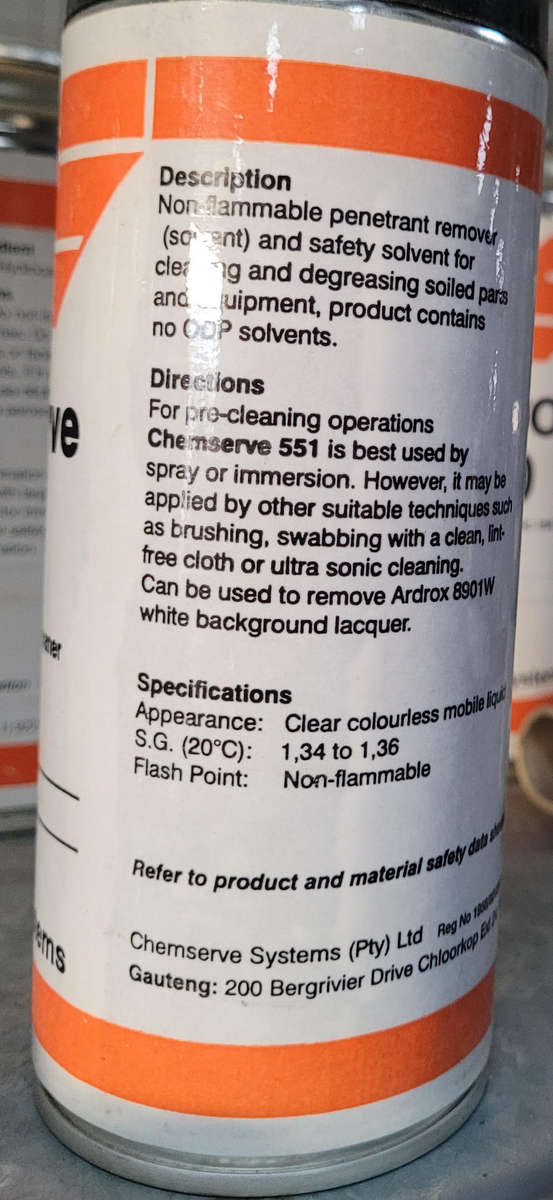 Description
Non-flammable penetrant remover
(solvent) and safety solvent for
cleaning and degreasing soiled parts
and equipment, product contains
no ODP solvents.
Directions
For pre-cleaning operations
Chemserve 551 is best used by
spray or immersion. However, it may be
applied by other suitable techniques such
as brushing, swabbing with a clean, lint-
free cloth or ultra sonic cleaning.
Can be used to remove Ardrox 8901W
white background lacquer.
Specifications
Appearance: Clear colourless mobile liquid
S.G. (20°C): 1,34 to 1,36
Flash Point: Non-flammable
Refer to product and material safety data
Chemserve Systems (Pty) Ltd Reg No
Gauteng: 200 Bergrivier Drive Chloorkop
ve
ems